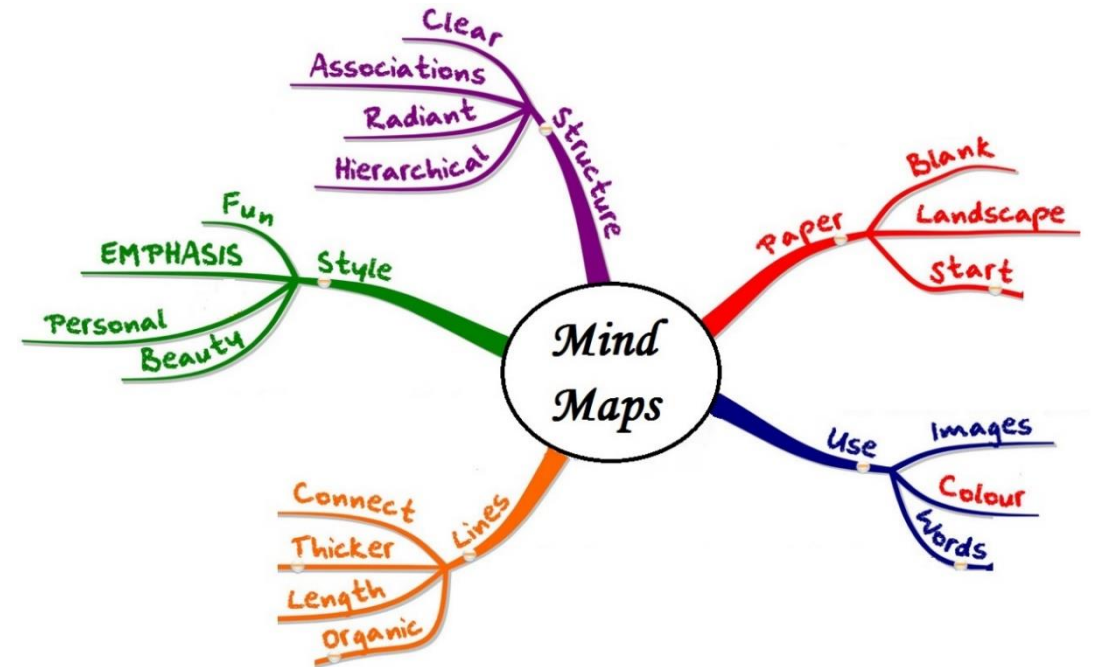 Mind
Maps
Structure
Clear
Associations
Radiant
Hierarchical
Paper
Blank
Landscape
Start
Use
Images
Colour
Words
Lines
Connect
Thicker
Length
Organic
Style
Fun
EMPHASIS
Personal
Beauty